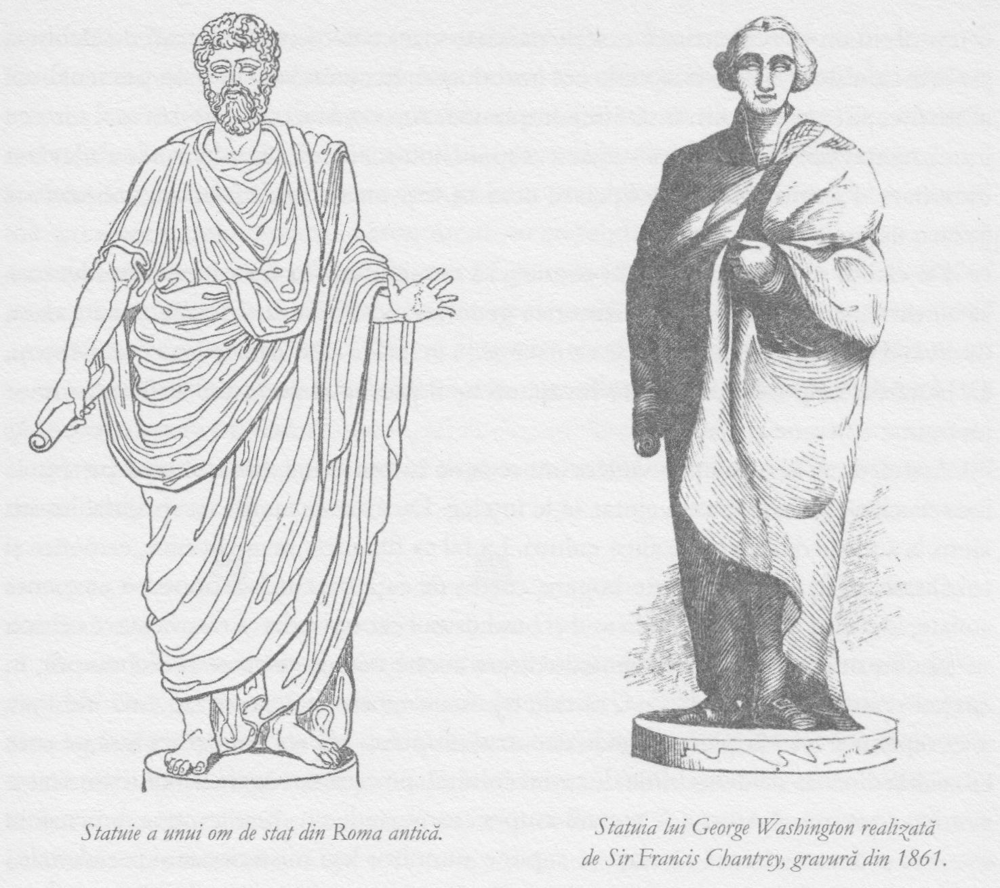 Statuie a unui om de stat din Roma antică.
Statuia lui George Washington realizată
de Sir Francis Chantrey, gravură din 1861.